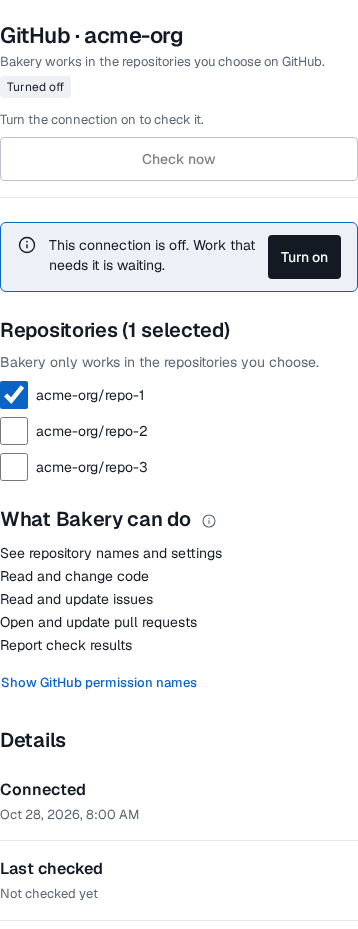 GitHub · acme-org
Bakery works in the repositories you choose on GitHub.
Turned off
Turn the connection on to check it.
Check now
This connection is off. Work that
needs it is waiting.
Turn on
Repositories (1 selected)
Bakery only works in the repositories you choose.
acme-org/repo-1
acme-org/repo-2
acme-org/repo-3
What Bakery can do
See repository names and settings
Read and change code
Read and update issues
Open and update pull requests
Report check results
Show GitHub permission names
Details
Connected
Oct 28, 2026, 8:00 AM
Last checked
Not checked yet